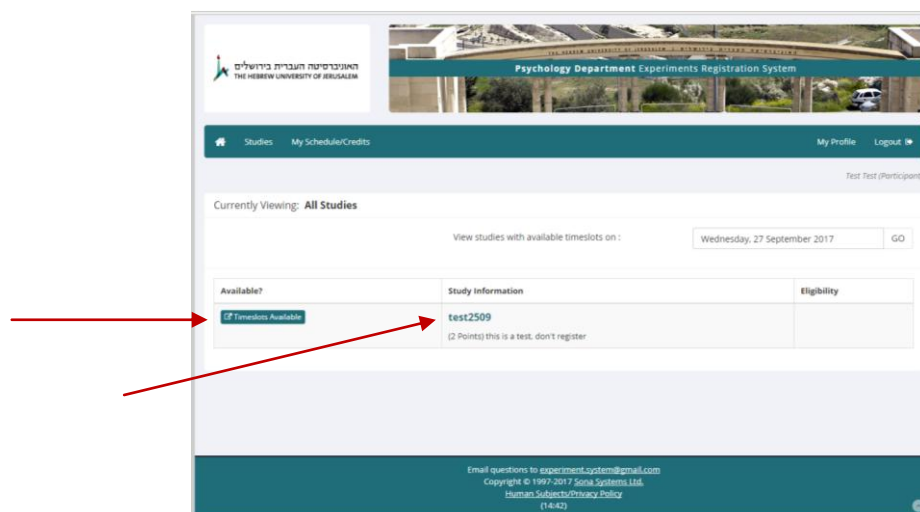 האוניברסיטה העברית בירושלים
THE HEBREW UNIVERSITY OF JERUSALEM
Psychology Department Experiments Registration System
Studies My Schedule/Credits My Profile Logout
Test Test (Participant
Currently Viewing: All Studies
View studies with available timeslots on : Wednesday, 27 September 2017 GO
Available? Study Information Eligibility
Timeslots Available test2509
(2 Points) this is a test, don't register
Email questions to experiment.system@gmail.com
Copyright © 1997-2017 Sona Systems Ltd.
Human Subjects/Privacy Policy
(14:42)